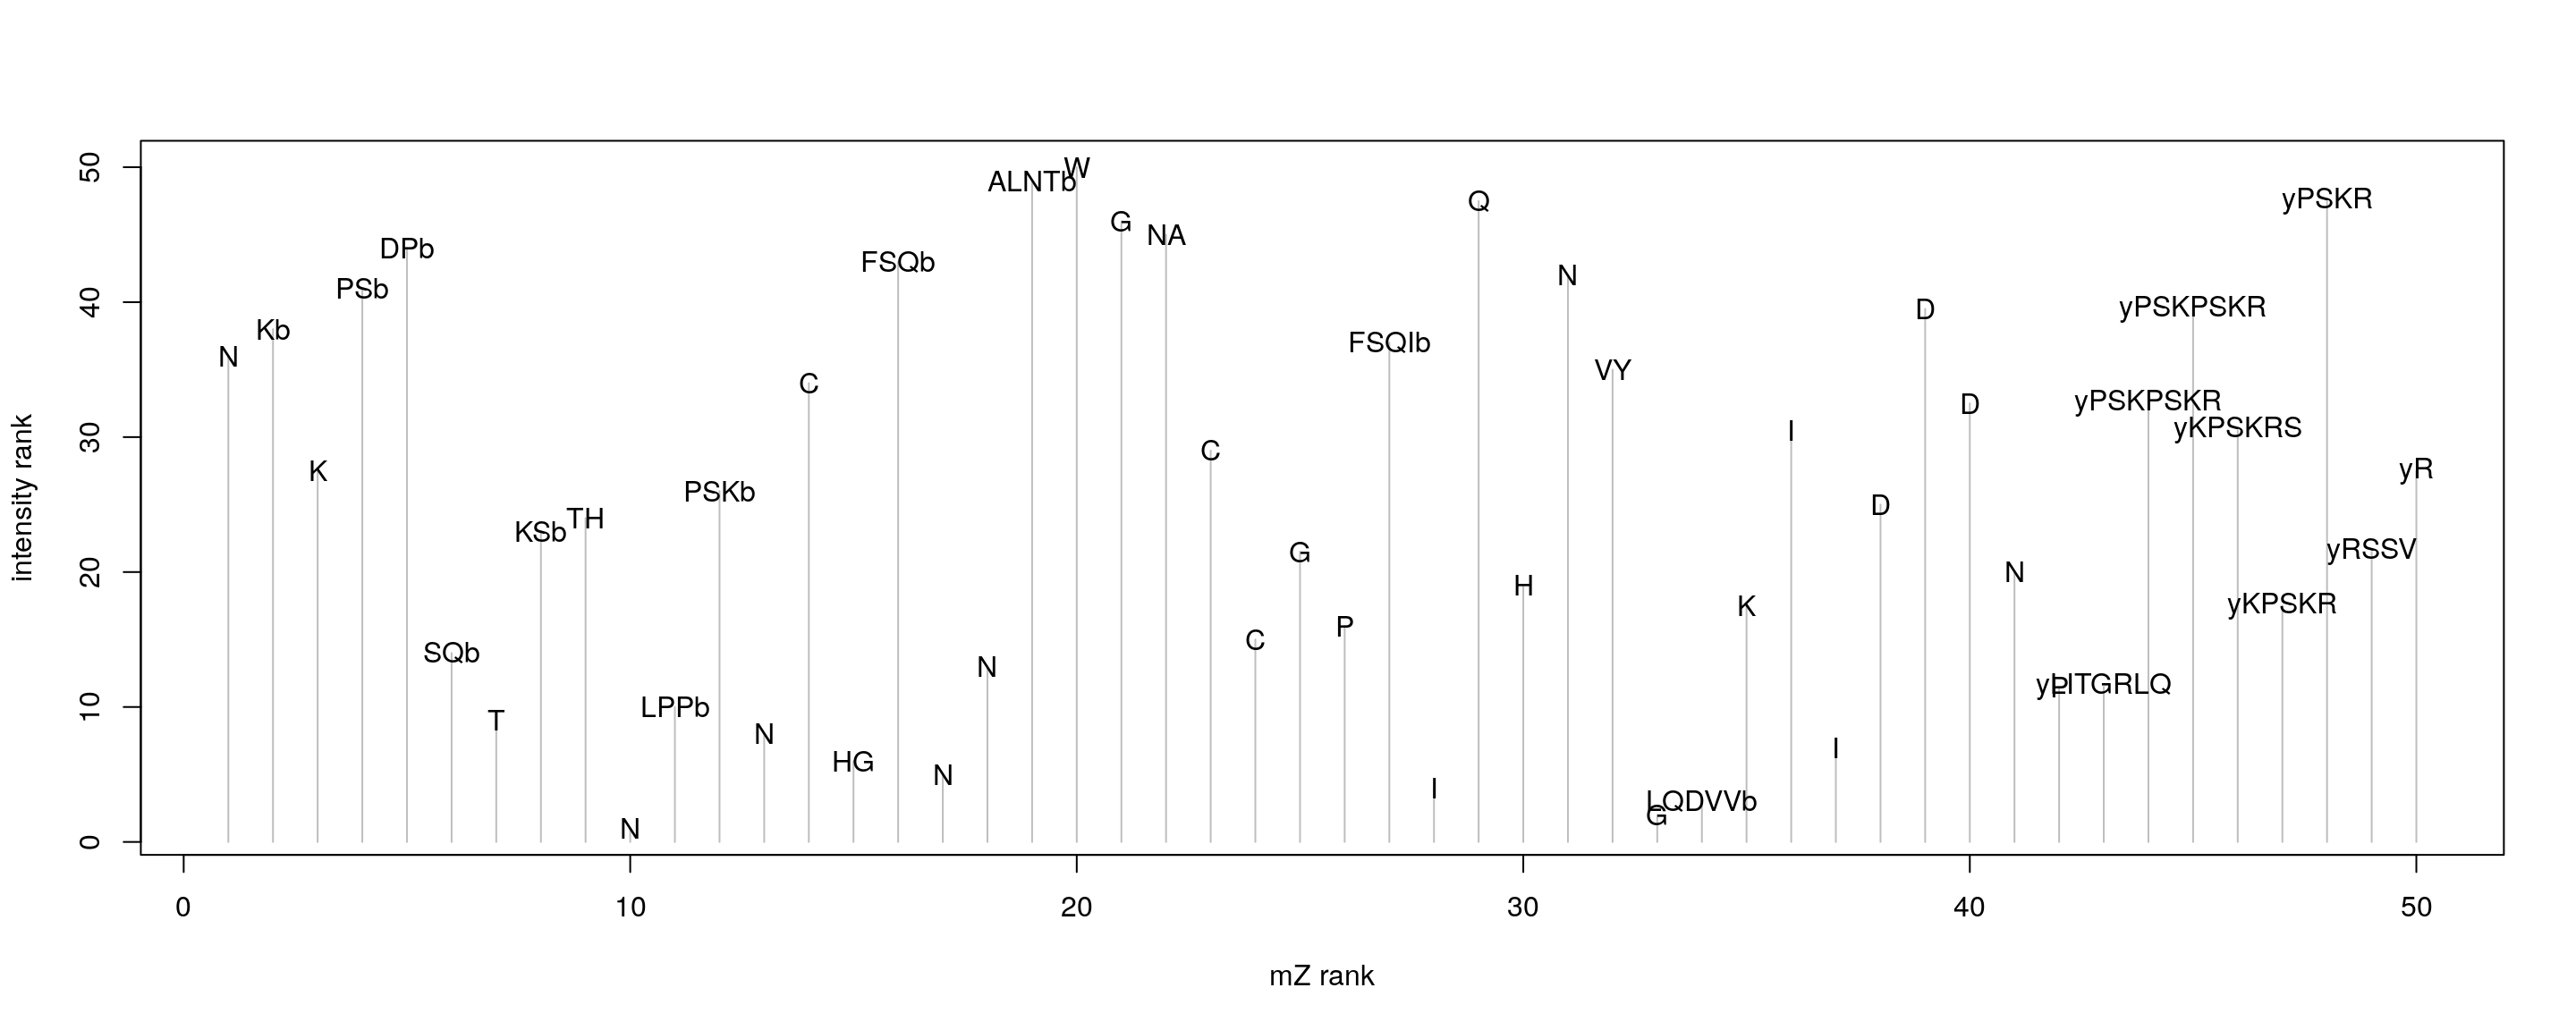 W
ALNTb
Q
yPSKR
G
NA
DPb
FSQb
N
PSb
D
yPSKPSKR
Kb
FSQIb
N
VY
C
D
yPSKPSKR
I
yKPSKRS
C
K
yR
PSKb
D
TH
KSb
G
yRSSV
N
H
K
yKPSKR
P
C
SQb
N
P
yLITGRLQ
LPPb
T
N
I
HG
N
I
LQDVVb
G
N
intensity rank
0
10
20
30
40
50
0
10
20
30
40
50
mZ rank